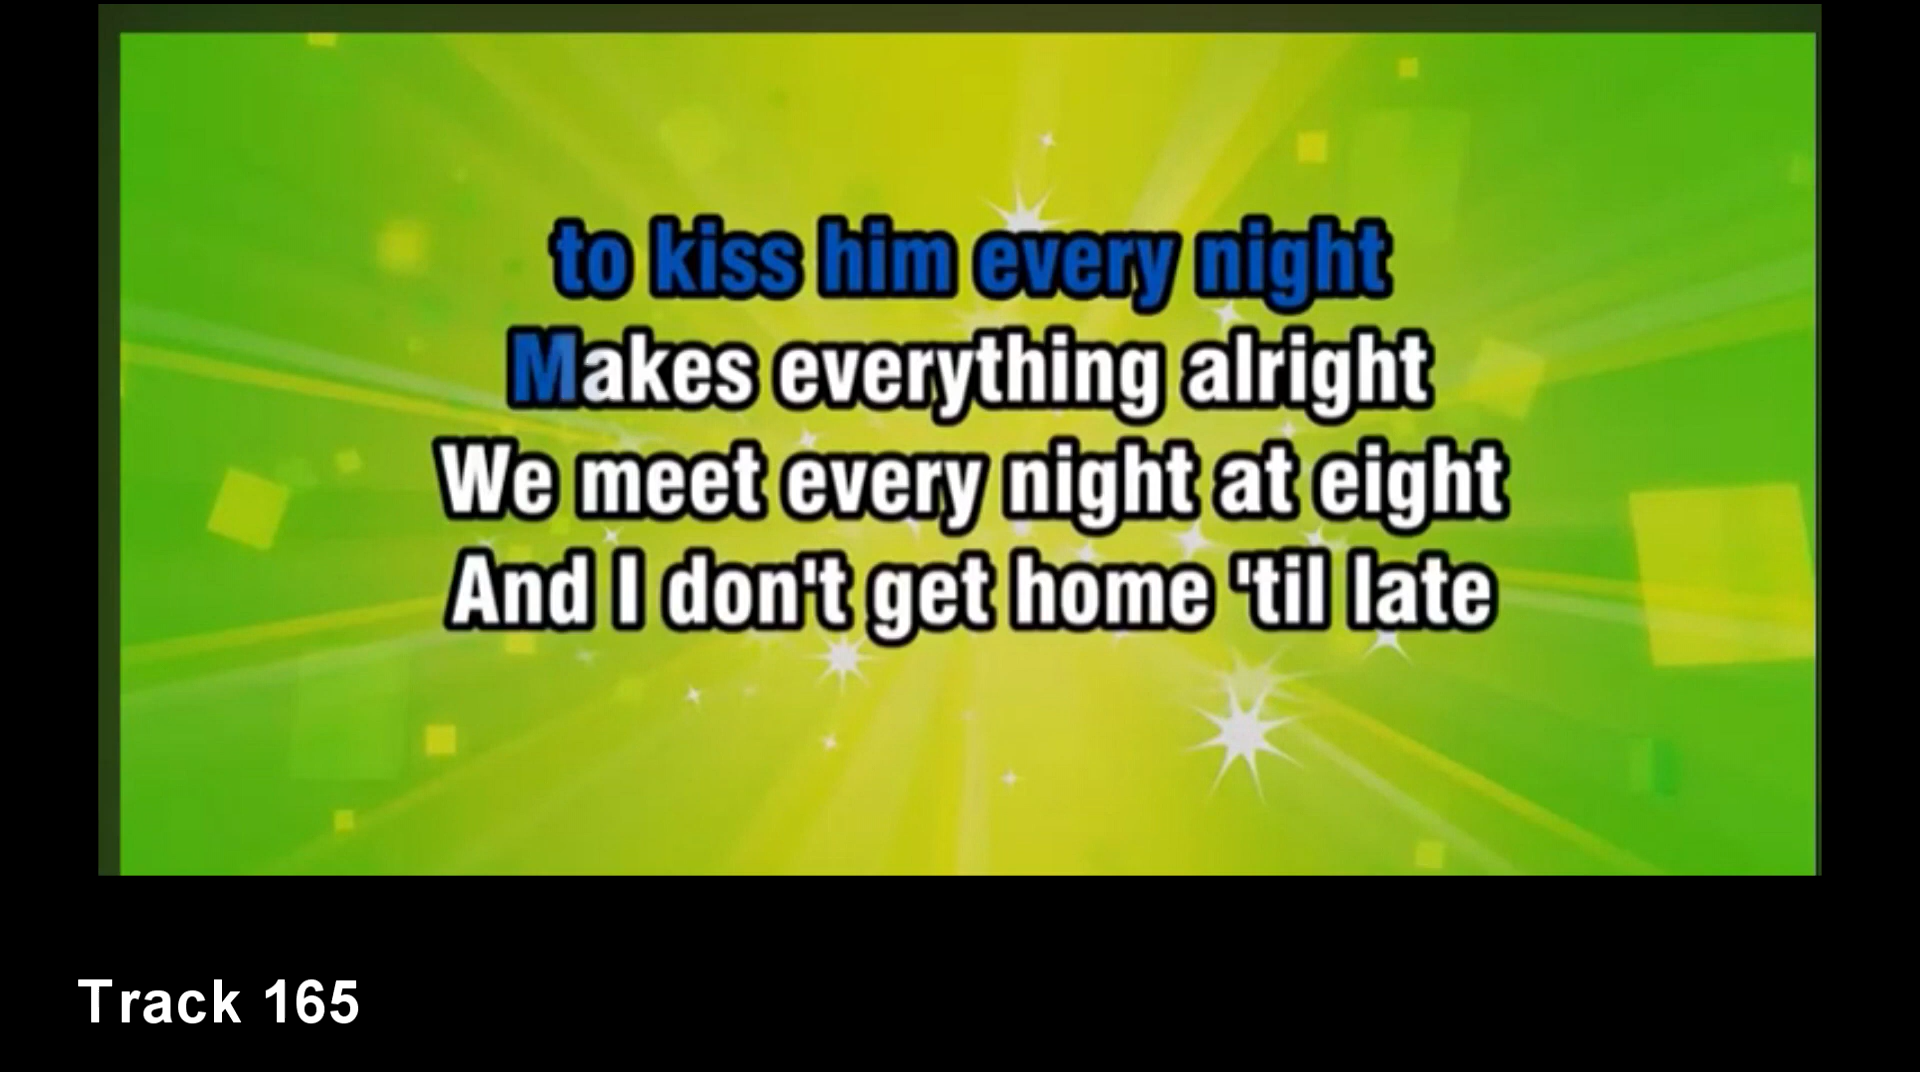 to kiss him every night
Makes everything alright
We meet every night at eight
And I don't get home 'til late
Track 165